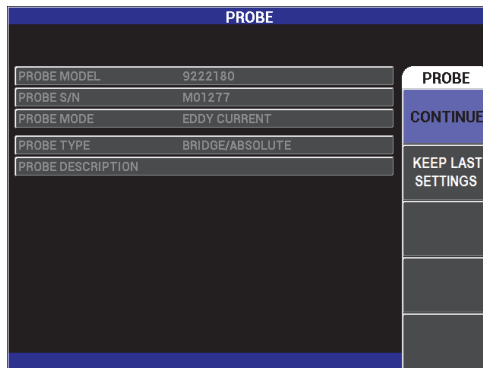 PROBE
PROBE MODEL 9222180
PROBE S/N M01277
PROBE MODE EDDY CURRENT
PROBE TYPE BRIDGE/ABSOLUTE
PROBE DESCRIPTION
PROBE
CONTINUE
KEEP LAST
SETTINGS